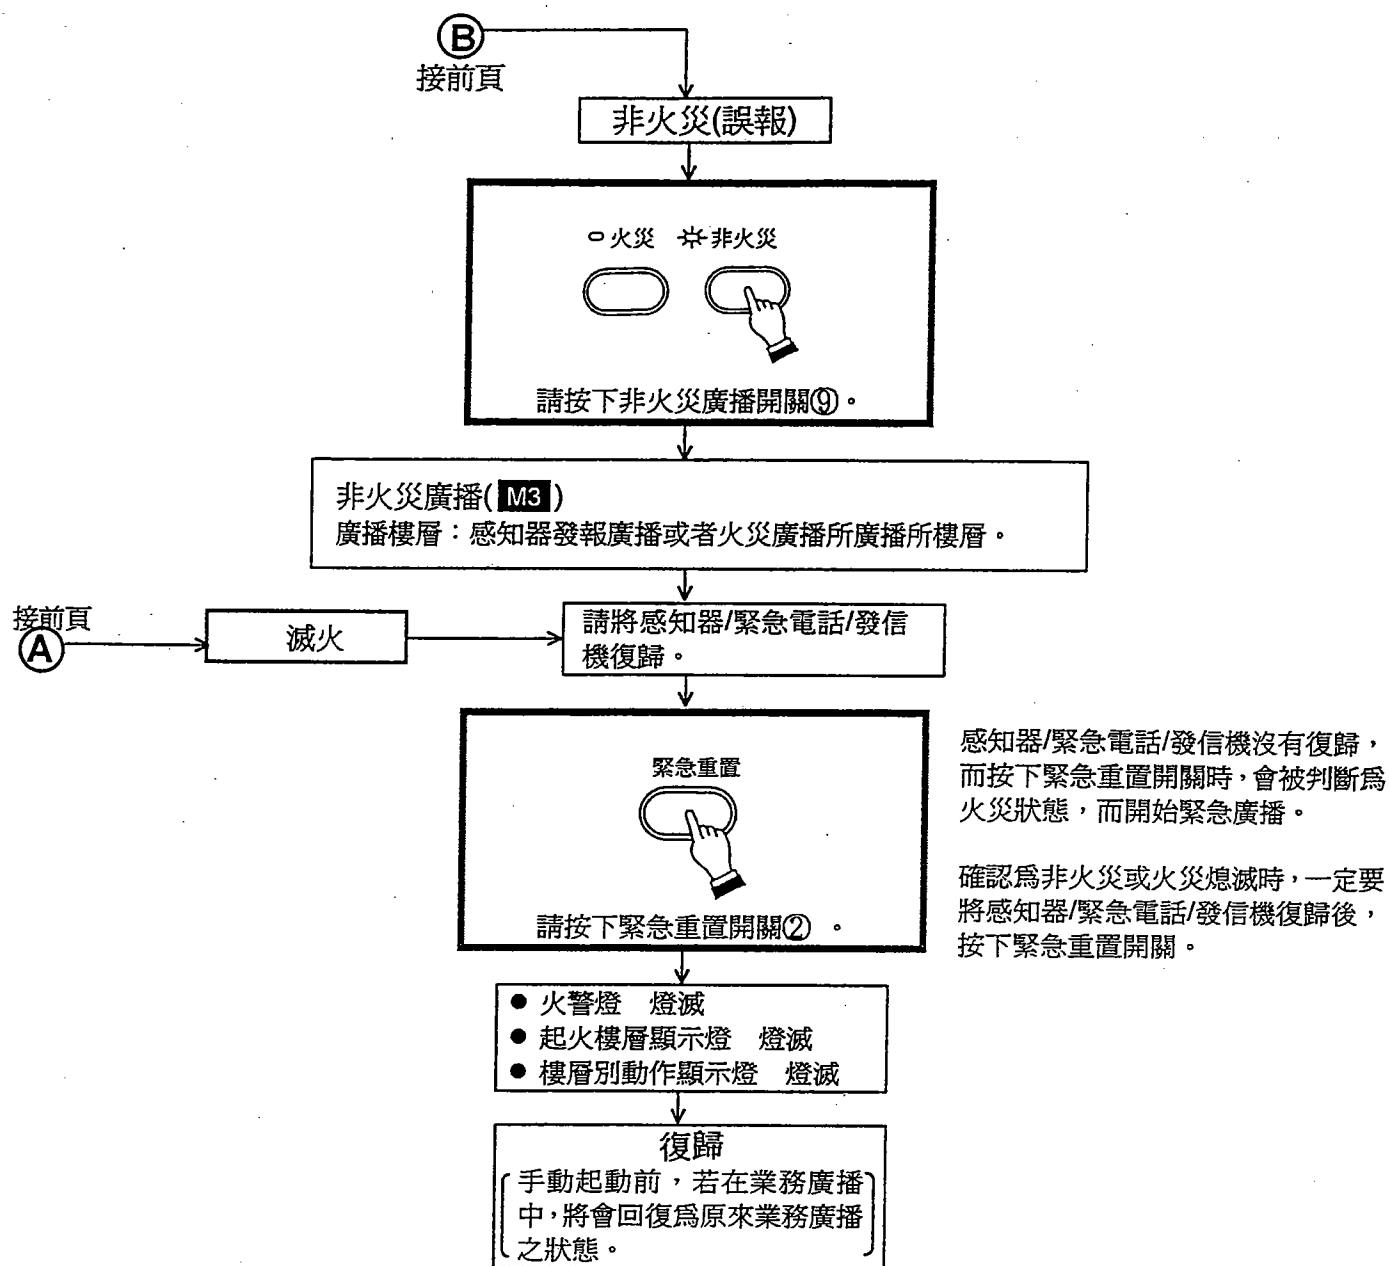 B
接前頁
非火災(誤報)
火災 非火災
請按下非火災廣播開關⑨。
非火災廣播( M3 )
廣播樓層：感知器發報廣播或者火災廣播所廣播所樓層。
接前頁
A
滅火
請將感知器/緊急電話/發信
機復歸。
緊急重置
請按下緊急重置開關② 。
感知器/緊急電話/發信機沒有復歸，
而按下緊急重置開關時，會被判斷爲
火災狀態，而開始緊急廣播。
確認爲非火災或火災熄滅時，一定要
將感知器/緊急電話/發信機復歸後，
按下緊急重置開關。
● 火警燈　燈滅
● 起火樓層顯示燈　燈滅
● 樓層別動作顯示燈　燈滅
復歸
手動起動前，若在業務廣播
中，將會回復爲原來業務廣播
之狀態。